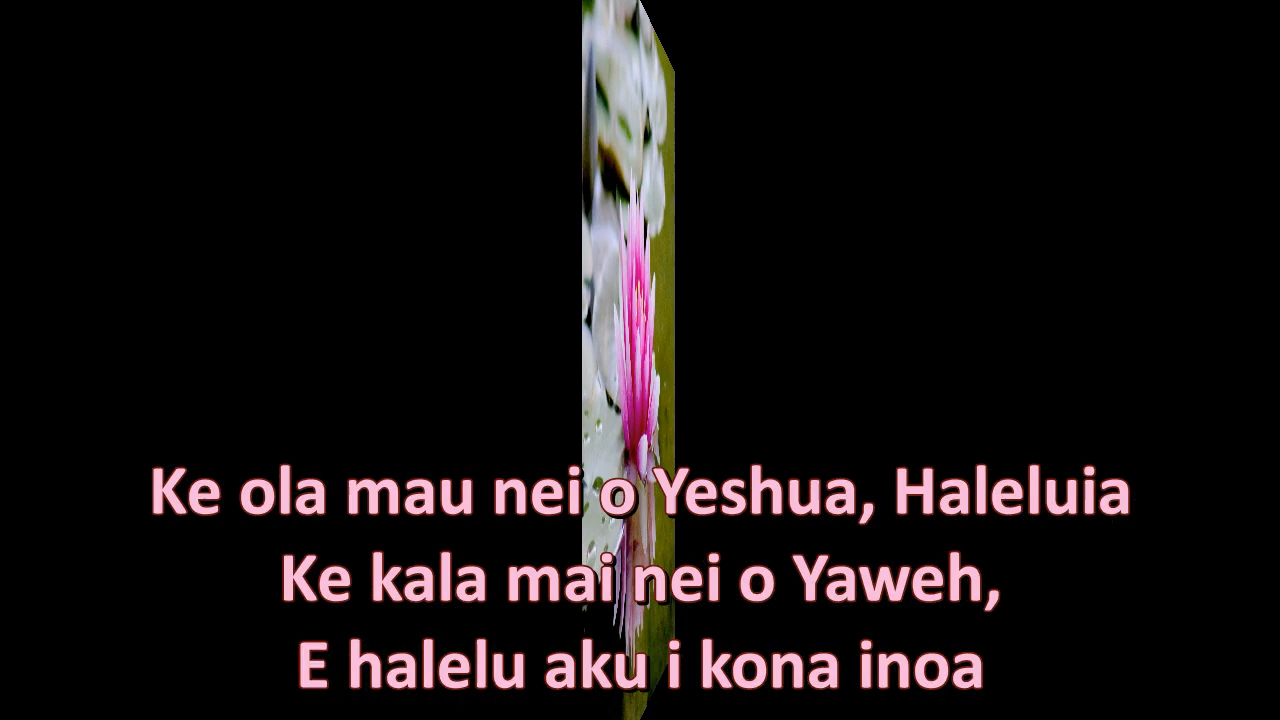 Ke ola mau nei o Yeshua, Haleluia
Ke kala mai nei o Yaweh,
E halelu aku i kona inoa